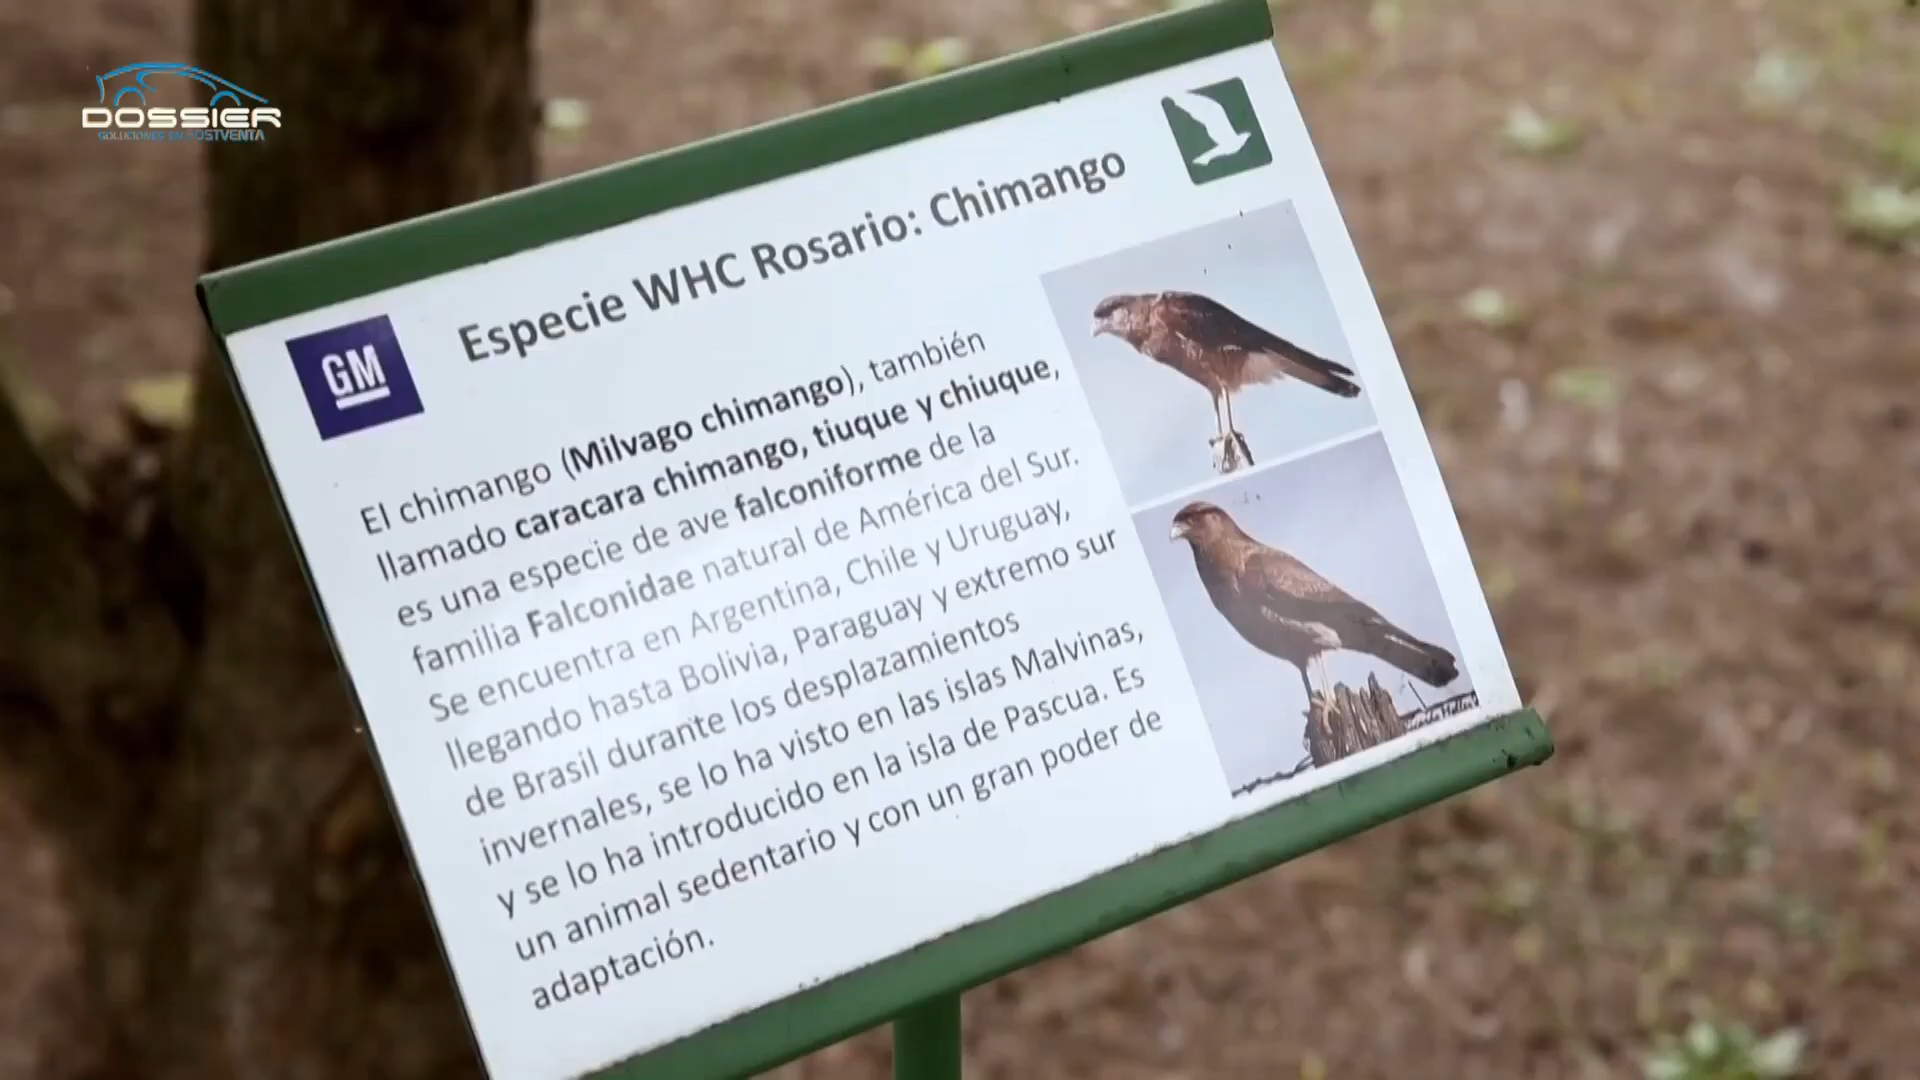 DOSSIER
SOLUCIONES EN POSTVENTA
Especie WHC Rosario: Chimango
GM
El chimango (Milvago chimango), también
llamado caracara chimango, tiuque y chiuque,
es una especie de ave falconiforme de la
familia Falconidae natural de América del Sur.
Se encuentra en Argentina, Chile y Uruguay,
llegando hasta Bolivia, Paraguay y extremo sur
de Brasil durante los desplazamientos
invernales, se lo ha visto en las islas Malvinas,
y se lo ha introducido en la isla de Pascua. Es
un animal sedentario y con un gran poder de
adaptación.